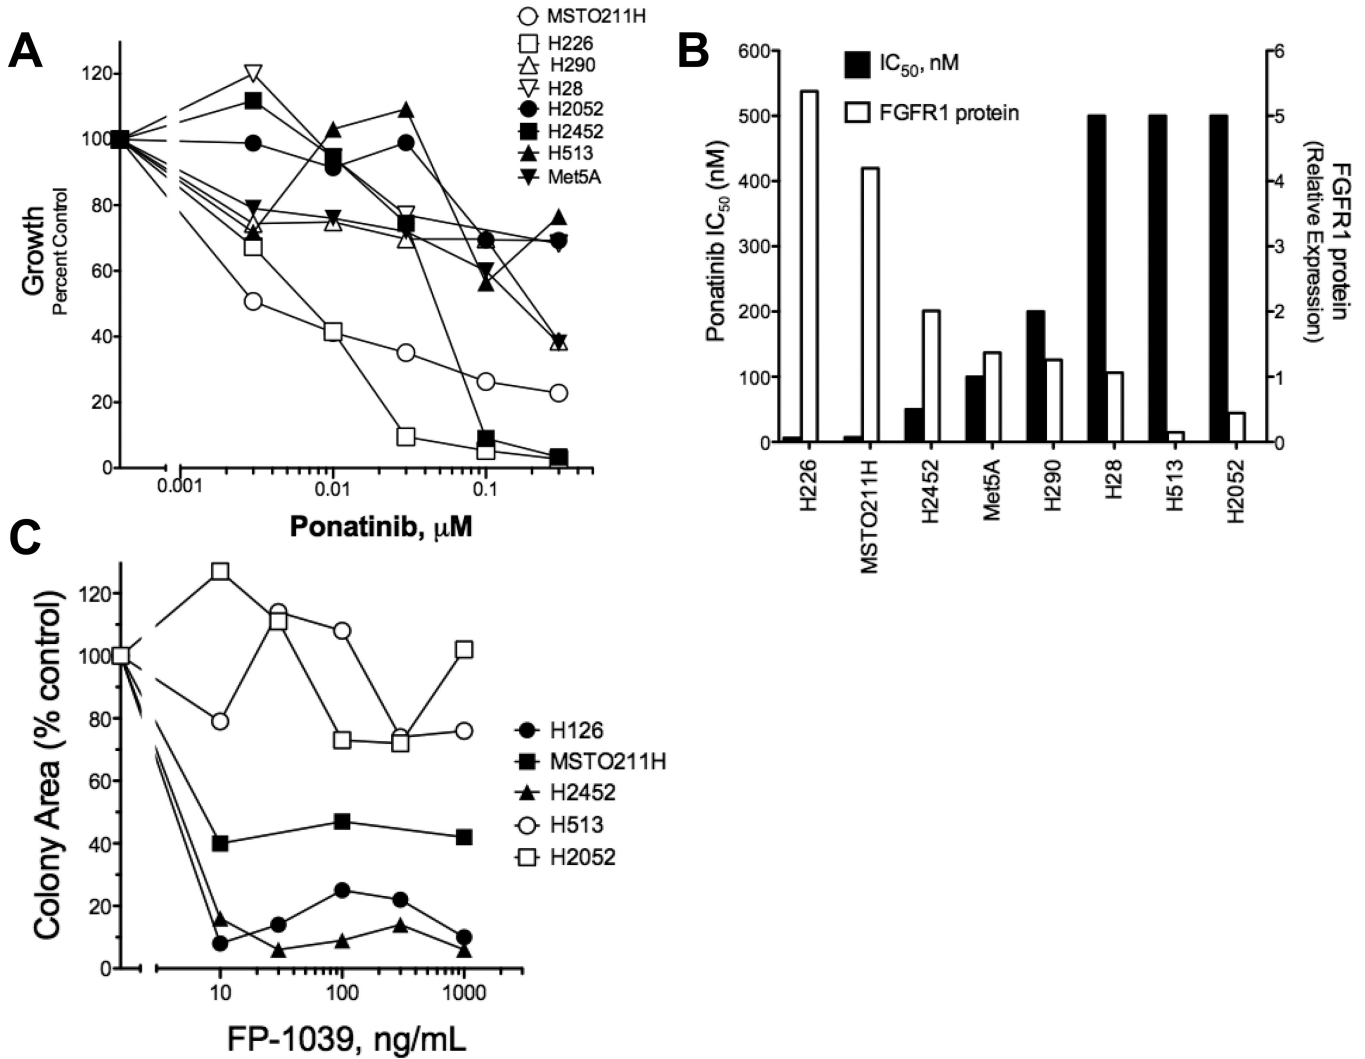 A
MSTO211H
H226
H290
H28
H2052
H2452
H513
Met5A
120
100
80
60
40
20
0
Growth
Percent Control
0.001
0.01
0.1
Ponatinib, μM
B
IC50, nM
FGFR1 protein
600
500
400
300
200
100
0
Ponatinib IC50 (nM)
6
5
4
3
2
1
0
FGFR1 protein
(Relative Expression)
H226
MSTO211H
H2452
Met5A
H290
H28
H513
H2052
C
120
100
80
60
40
20
0
Colony Area (% control)
H126
MSTO211H
H2452
H513
H2052
10
100
1000
FP-1039, ng/mL